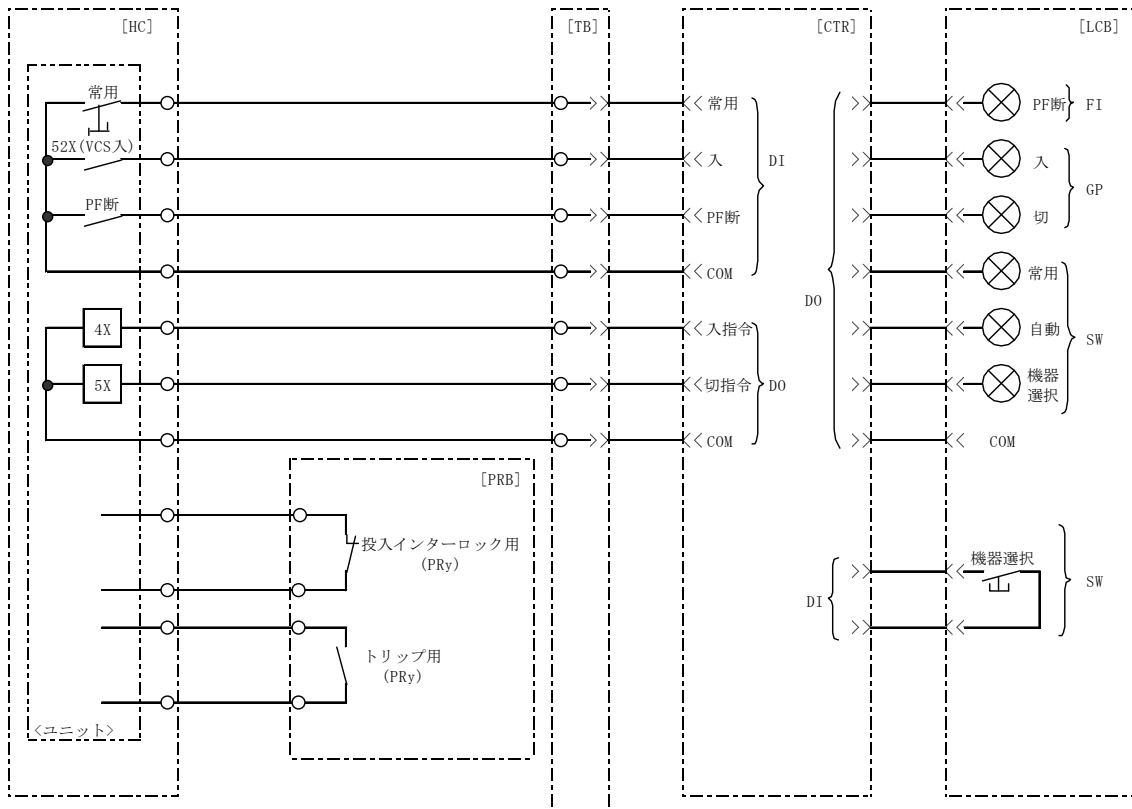 [HC]
[TB]
[CTR]
[LCB]
常用
52X(VCS入)
PF断
4X
5X
<ユニット>
[PRB]
投入インターロック用
(PRy)
トリップ用
(PRy)
常用
入
PF断
COM
DI
入指令
切指令
COM
DO
DO
DI
PF断
FI
入
切
GP
常用
自動
機器
選択
SW
COM
機器選択
SW